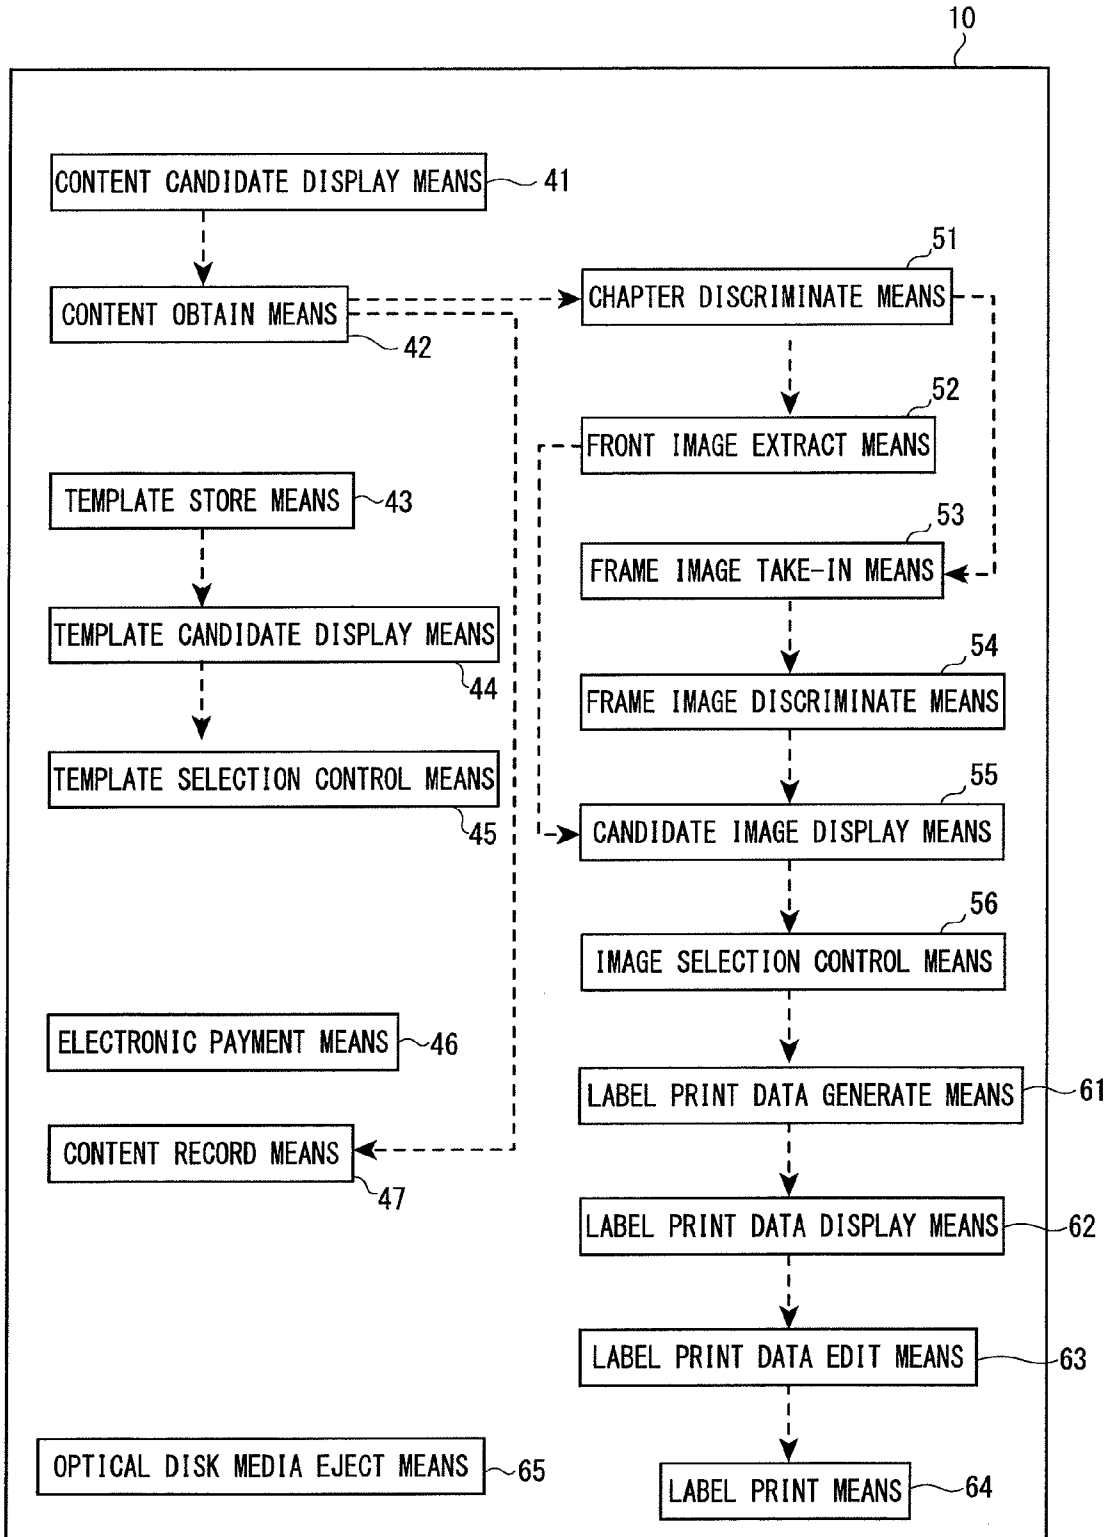 10
CONTENT CANDIDATE DISPLAY MEANS
41
CONTENT OBTAIN MEANS
42
TEMPLATE STORE MEANS
43
TEMPLATE CANDIDATE DISPLAY MEANS
44
TEMPLATE SELECTION CONTROL MEANS
45
ELECTRONIC PAYMENT MEANS
46
CONTENT RECORD MEANS
47
51
CHAPTER DISCRIMINATE MEANS
52
FRONT IMAGE EXTRACT MEANS
53
FRAME IMAGE TAKE-IN MEANS
54
FRAME IMAGE DISCRIMINATE MEANS
55
CANDIDATE IMAGE DISPLAY MEANS
56
IMAGE SELECTION CONTROL MEANS
LABEL PRINT DATA GENERATE MEANS
61
LABEL PRINT DATA DISPLAY MEANS
62
LABEL PRINT DATA EDIT MEANS
63
LABEL PRINT MEANS
64
OPTICAL DISK MEDIA EJECT MEANS
65